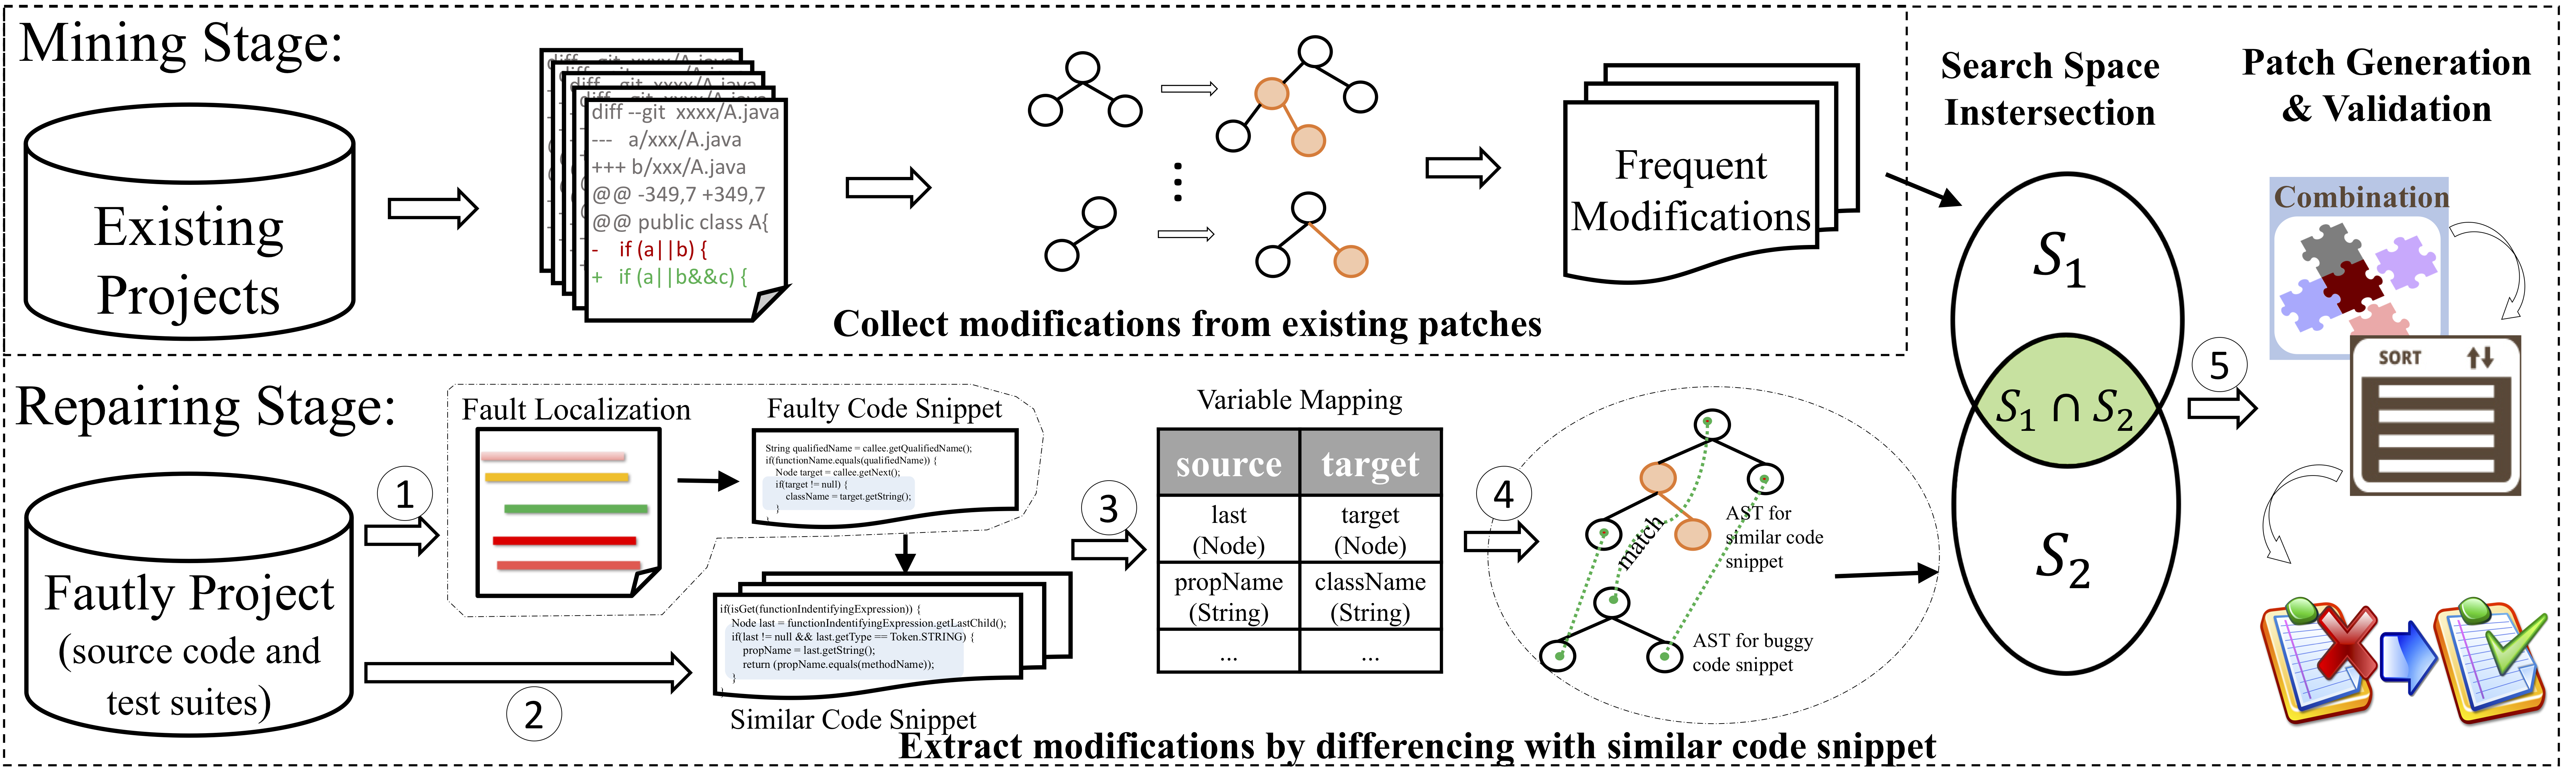 Mining Stage:
Existing
Projects
diff --git xxxx/A.java
--- a/xxx/A.java
+++ b/xxx/A.java
@@ -349,7 +349,7
@@ public class A{
- if (a||b) {
+ if (a||b&&c) {
Collect modifications from existing patches
Frequent
Modifications
Search Space
Instersection
S1
S1 ∩ S2
S2
Patch Generation
& Validation
Combination
SORT
5
Repairing Stage:
Fautly Project
(source code and
test suites)
1
2
Fault Localization
Faulty Code Snippet
String qualifiedName = callee.getQualifiedName();
if(functionName.equals(qualifiedName)) {
Node target = callee.getNext();
if(target != null) {
className = target.getString();
}
}
if(isGet(functionIndentifyingExpression)) {
Node last = functionIndentifyingExpression.getLastChild();
if(last != null && last.getType == Token.STRING) {
propName = last.getString();
return (propName.equals(methodName));
}
}
Similar Code Snippet
3
Variable Mapping
source target
last target
(Node) (Node)
propName className
(String) (String)
... ...
4
match
AST for
similar code
snippet
AST for buggy
code snippet
Extract modifications by differencing with similar code snippet